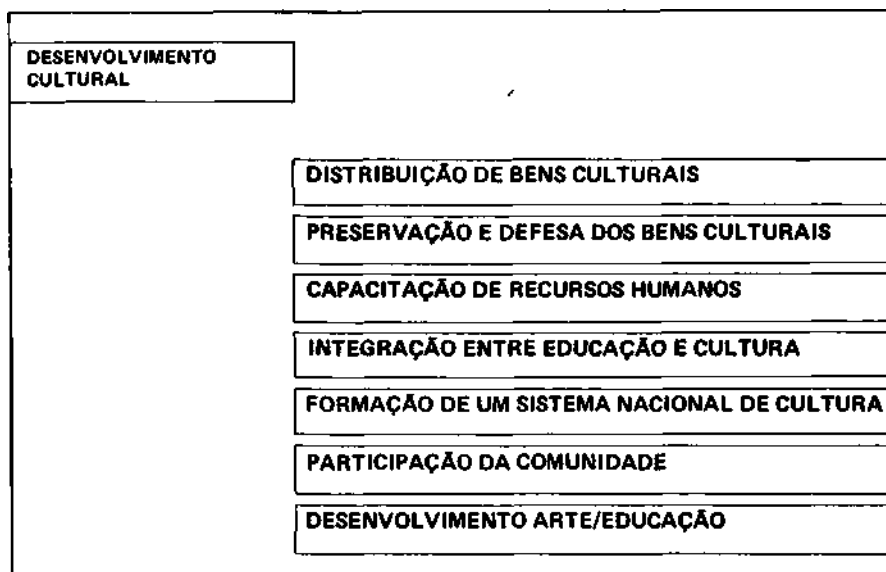 DESENVOLVIMENTO
CULTURAL
DISTRIBUIÇÃO DE BENS CULTURAIS
PRESERVAÇÃO E DEFESA DOS BENS CULTURAIS
CAPACITAÇÃO DE RECURSOS HUMANOS
INTEGRAÇÃO ENTRE EDUCAÇÃO E CULTURA
FORMAÇÃO DE UM SISTEMA NACIONAL DE CULTURA
PARTICIPAÇÃO DA COMUNIDADE
DESENVOLVIMENTO ARTE/EDUCAÇÃO